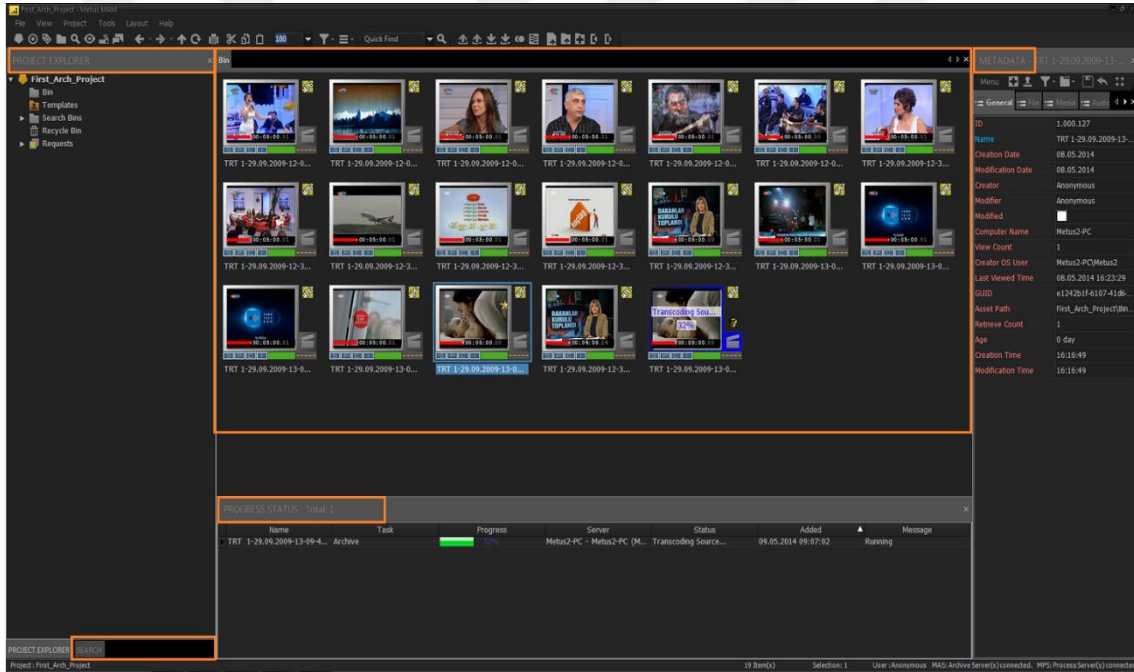 First_Arch_Project - Metus MAM
File View Project Tools Layout Help
180 Quick Find
PROJECT EXPLORER
First_Arch_Project
Bin
Templates
Search Bins
Recycle Bin
Requests
Bin
TRT 1-29.09.2009-12-0... TRT 1-29.09.2009-12-0... TRT 1-29.09.2009-12-0... TRT 1-29.09.2009-12-0... TRT 1-29.09.2009-12-0... TRT 1-29.09.2009-12-0... TRT 1-29.09.2009-12-3...
BAKANLAR KURULU TOPLANDI
TRT 1-29.09.2009-12-3... TRT 1-29.09.2009-12-3... TRT 1-29.09.2009-12-3... TRT 1-29.09.2009-12-3... TRT 1-29.09.2009-12-3... TRT 1-29.09.2009-13-0... TRT 1-29.09.2009-13-0...
BAKANLAR KURULU TOPLANDI
Transcoding Sou...
32%
TRT 1-29.09.2009-13-0... TRT 1-29.09.2009-13-0... TRT 1-29.09.2009-13-0... TRT 1-29.09.2009-12-3... TRT 1-29.09.2009-13-0...
METADATA - TRT 1-29.09.2009-13-...
Menu
General File Media Audio
ID 1.000.127
Name TRT 1-29.09.2009-13-...
Creation Date 08.05.2014
Modification Date 08.05.2014
Creator Anonymous
Modifier Anonymous
Modified
Computer Name Metus2-PC
View Count 1
Creator OS User Metus2-PC\Metus2
Last Viewed Time 08.05.2014 16:23:29
GUID e1242b1f-6107-41d6-...
Asset Path First_Arch_Project\Bin...
Retrieve Count 1
Age 0 day
Creation Time 16:16:49
Modification Time 16:16:49
PROGRESS STATUS Total: 1
Name Task Progress Server Status Added Message
TRT 1-29.09.2009-13-09-4... Archive 32% Metus2-PC - Metus2-PC (M... Transcoding Source... 09.05.2014 09:07:02 Running
PROJECT EXPLORER SEARCH
Project : First_Arch_Project 19 Item(s) Selection: 1 User :Anonymous MAS: Archive Server(s) connected. MPS: Process Server(s) connected